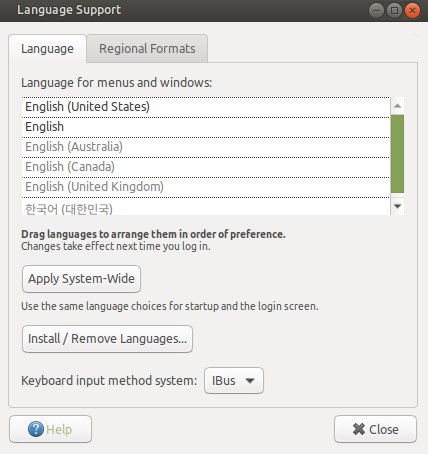 Language Support
Language
Regional Formats
Language for menus and windows:
English (United States)
English
English (Australia)
English (Canada)
English (United Kingdom)
한국어 (대한민국)
Drag languages to arrange them in order of preference.
Changes take effect next time you log in.
Apply System-Wide
Use the same language choices for startup and the login screen.
Install / Remove Languages...
Keyboard input method system: IBus
Help
Close